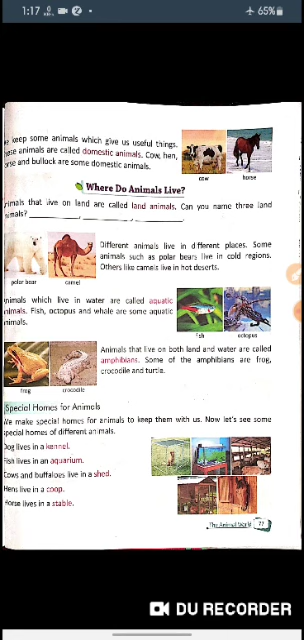 1:17
65%
e keep some animals which give us useful things.
ese animals are called domestic animals. Cow, hen,
rse and bullock are some domestic animals.
cow horse
Where Do Animals Live?
nimals that live on land are called land animals. Can you name three land
nimals?
Different animals live in different places. Some
animals such as polar bears live in cold regions.
Others like camels live in hot deserts.
polar bear camel
nimals which live in water are called aquatic
nimals. Fish, octopus and whale are some aquatic
nimals.
fish octopus
Animals that live on both land and water are called
amphibians. Some of the amphibians are frog,
crocodile and turtle.
frog crocodile
Special Homes for Animals
We make special homes for animals to keep them with us. Now let's see some
special homes of different animals.
Dog lives in a kennel.
Fish lives in an aquarium.
Cows and buffaloes live in a shed.
Hens live in a coop.
Horse lives in a stable.
The Animal World 77
DU RECORDER